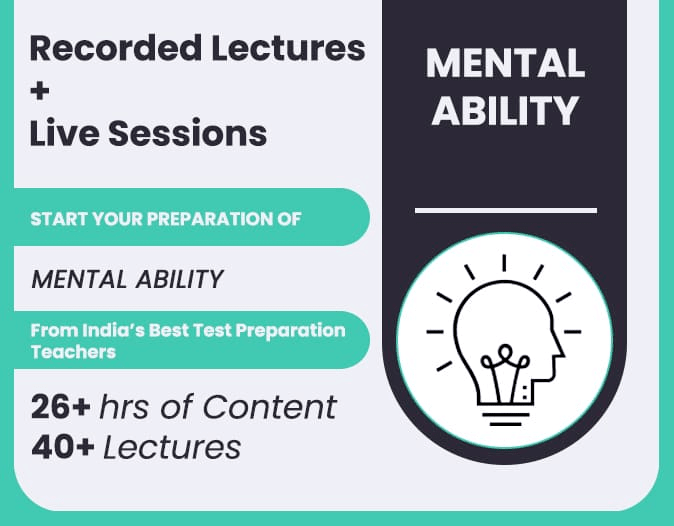 Recorded Lectures
+
Live Sessions
START YOUR PREPARATION OF
MENTAL ABILITY
From India's Best Test Preparation
Teachers
26+ hrs of Content
40+ Lectures
MENTAL
ABILITY